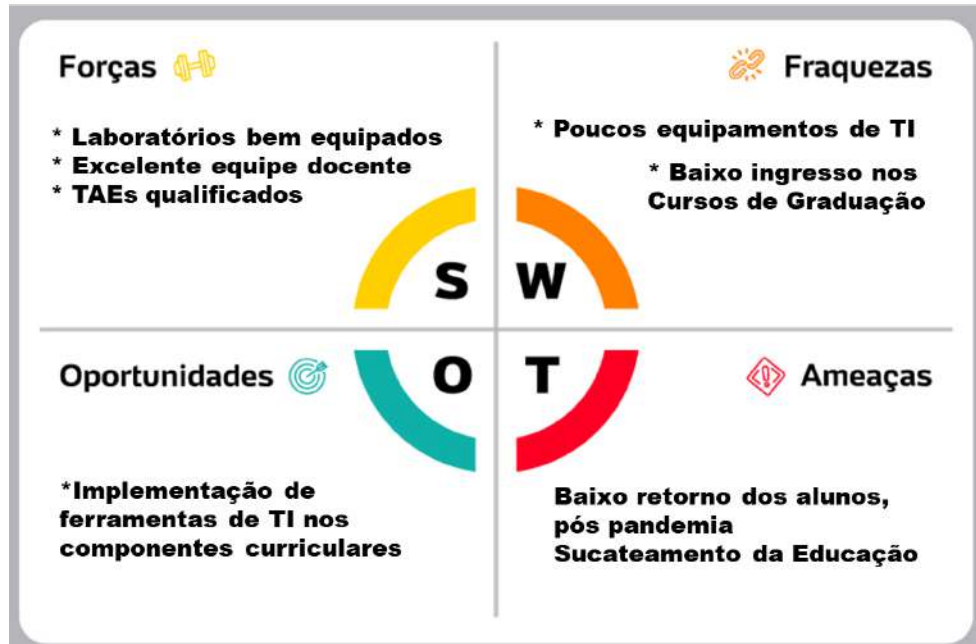 Forças
* Laboratórios bem equipados
* Excelente equipe docente
* TAEs qualificados
Fraquezas
* Poucos equipamentos de TI
* Baixo ingresso nos
Cursos de Graduação
S
W
Oportunidades
*Implementação de
ferramentas de TI nos
componentes curriculares
O
T
Ameaças
Baixo retorno dos alunos,
pós pandemia
Sucateamento da Educação